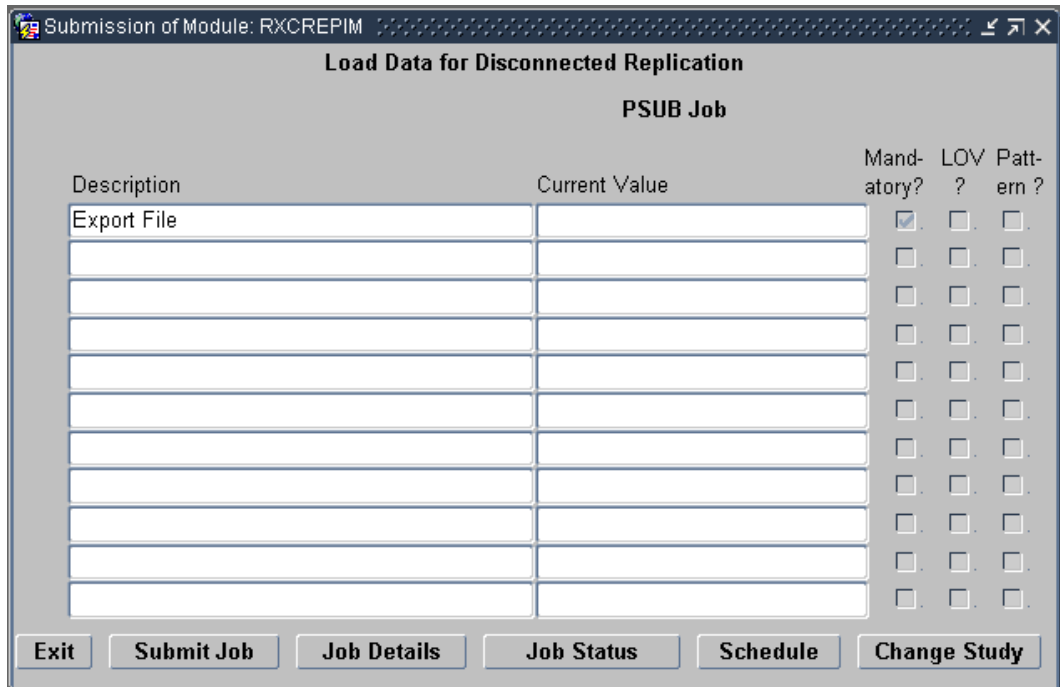 Submission of Module: RXCREPIM
Load Data for Disconnected Replication
PSUB Job
Mand- LOV Patt-
Description Current Value atory? ? ern ?
Export File
Exit Submit Job Job Details Job Status Schedule Change Study